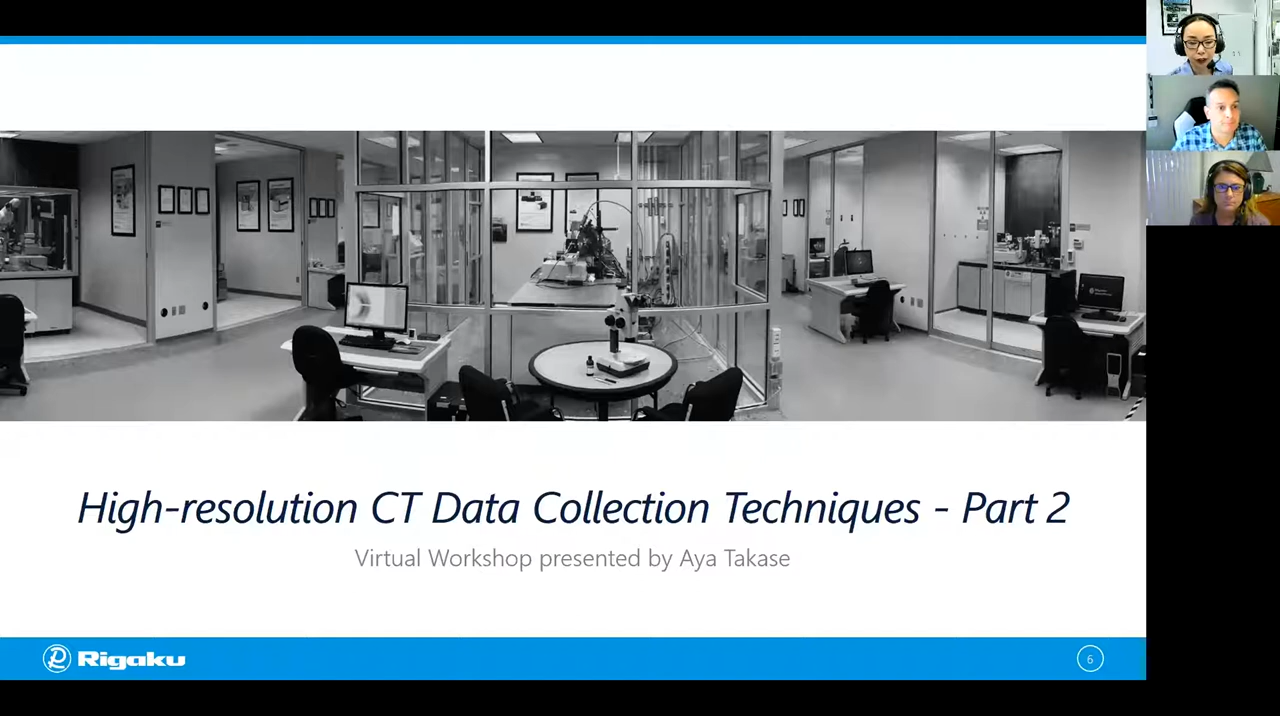 High-resolution CT Data Collection Techniques - Part 2
Virtual Workshop presented by Aya Takase
Rigaku
6